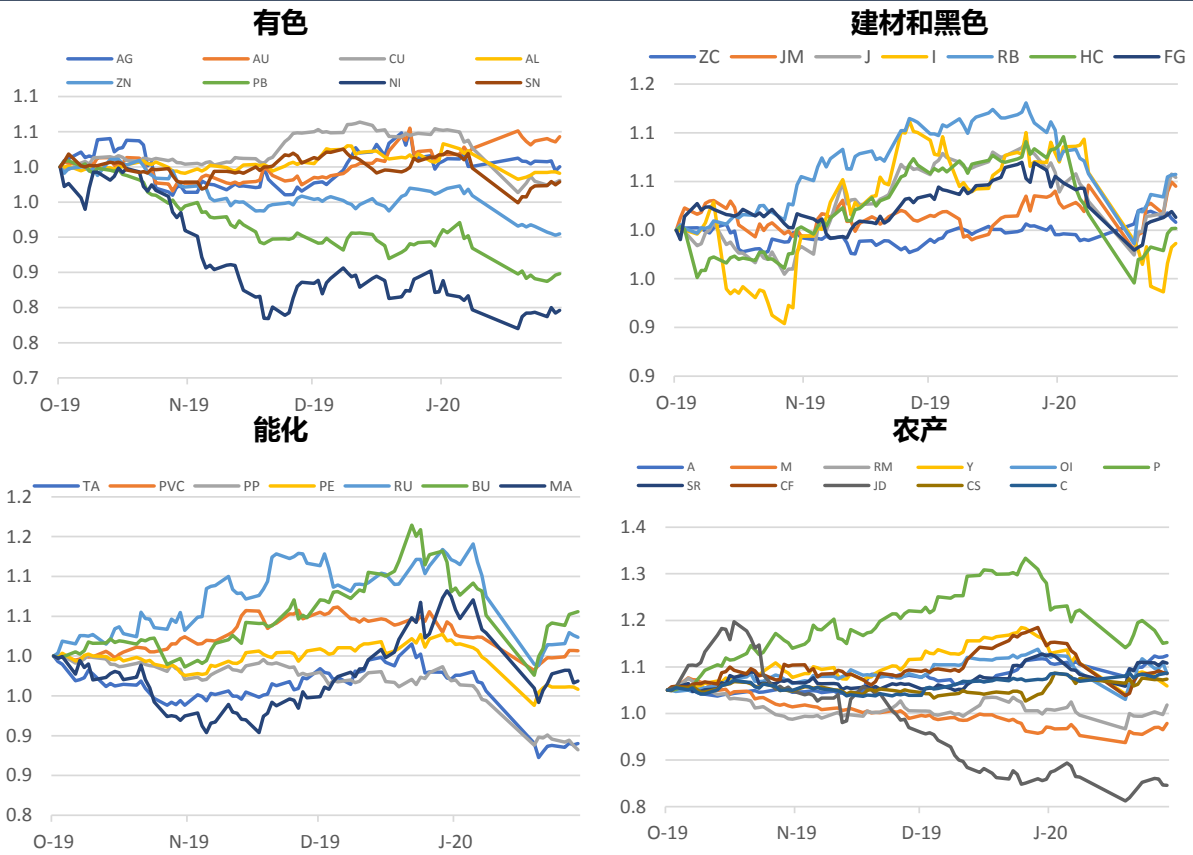 有色
AG AU CU AL
ZN PB NI SN
1.1
1.1
1.0
1.0
0.9
0.9
0.8
0.8
0.7
O-19 N-19 D-19 J-20
建材和黑色
ZC JM J I RB HC FG
1.2
1.1
1.1
1.0
1.0
0.9
0.9
O-19 N-19 D-19 J-20
能化
TA PVC PP PE RU BU MA
1.2
1.2
1.1
1.1
1.0
1.0
0.9
0.9
0.8
O-19 N-19 D-19 J-20
农产
A M RM Y OI P
SR CF JD CS C
1.4
1.3
1.2
1.1
1.0
0.9
0.8
O-19 N-19 D-19 J-20